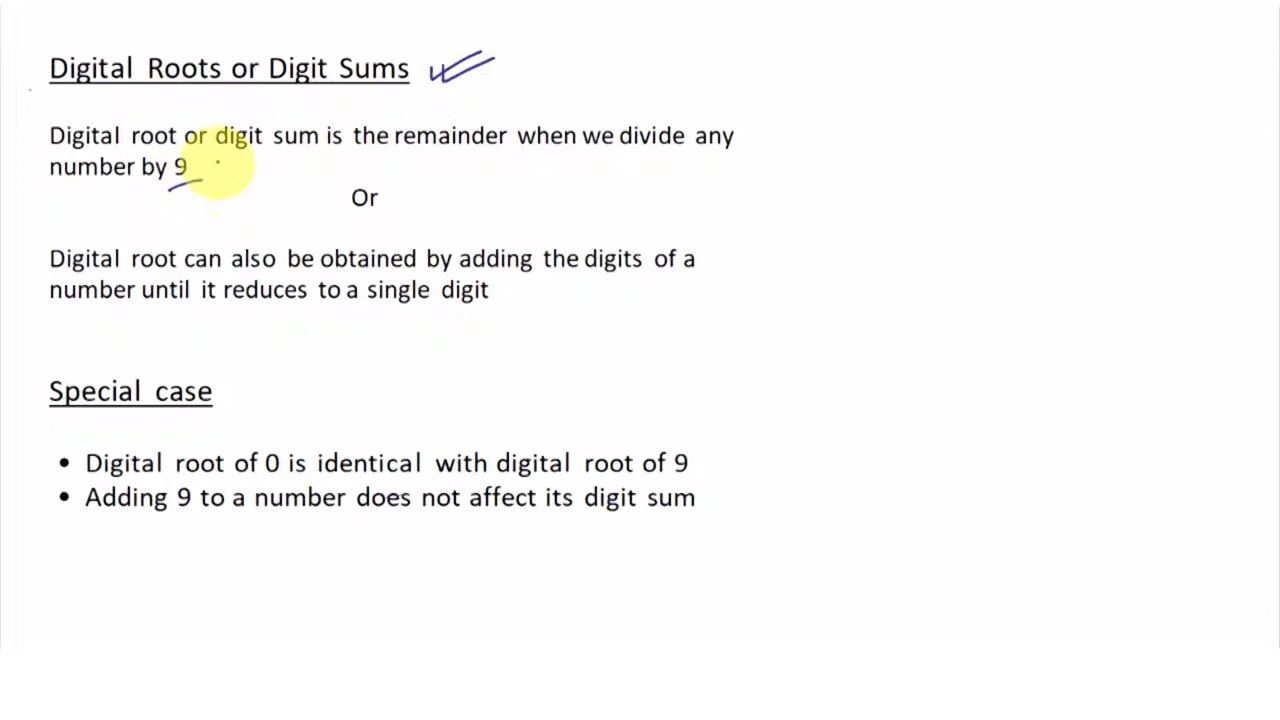 Digital Roots or Digit Sums
Digital root or digit sum is the remainder when we divide any
number by 9
Or
Digital root can also be obtained by adding the digits of a
number until it reduces to a single digit
Special case
• Digital root of 0 is identical with digital root of 9
• Adding 9 to a number does not affect its digit sum